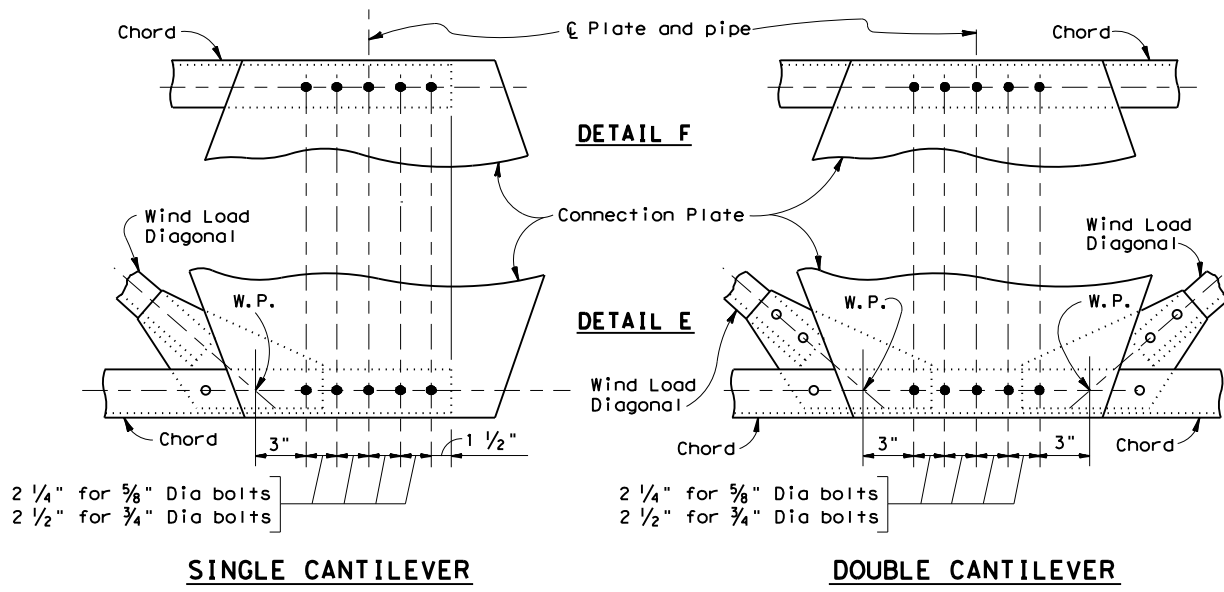 Chord
℄ Plate and pipe
Chord
DETAIL F
Connection Plate
Wind Load
Diagonal
Wind Load
Diagonal
W.P.
W.P.
W.P.
DETAIL E
Wind Load
Diagonal
Chord
3"
1 ½"
Chord
3"
3"
Chord
2 ¼" for ⅝" Dia bolts
2 ½" for ¾" Dia bolts
2 ¼" for ⅝" Dia bolts
2 ½" for ¾" Dia bolts
SINGLE CANTILEVER
DOUBLE CANTILEVER